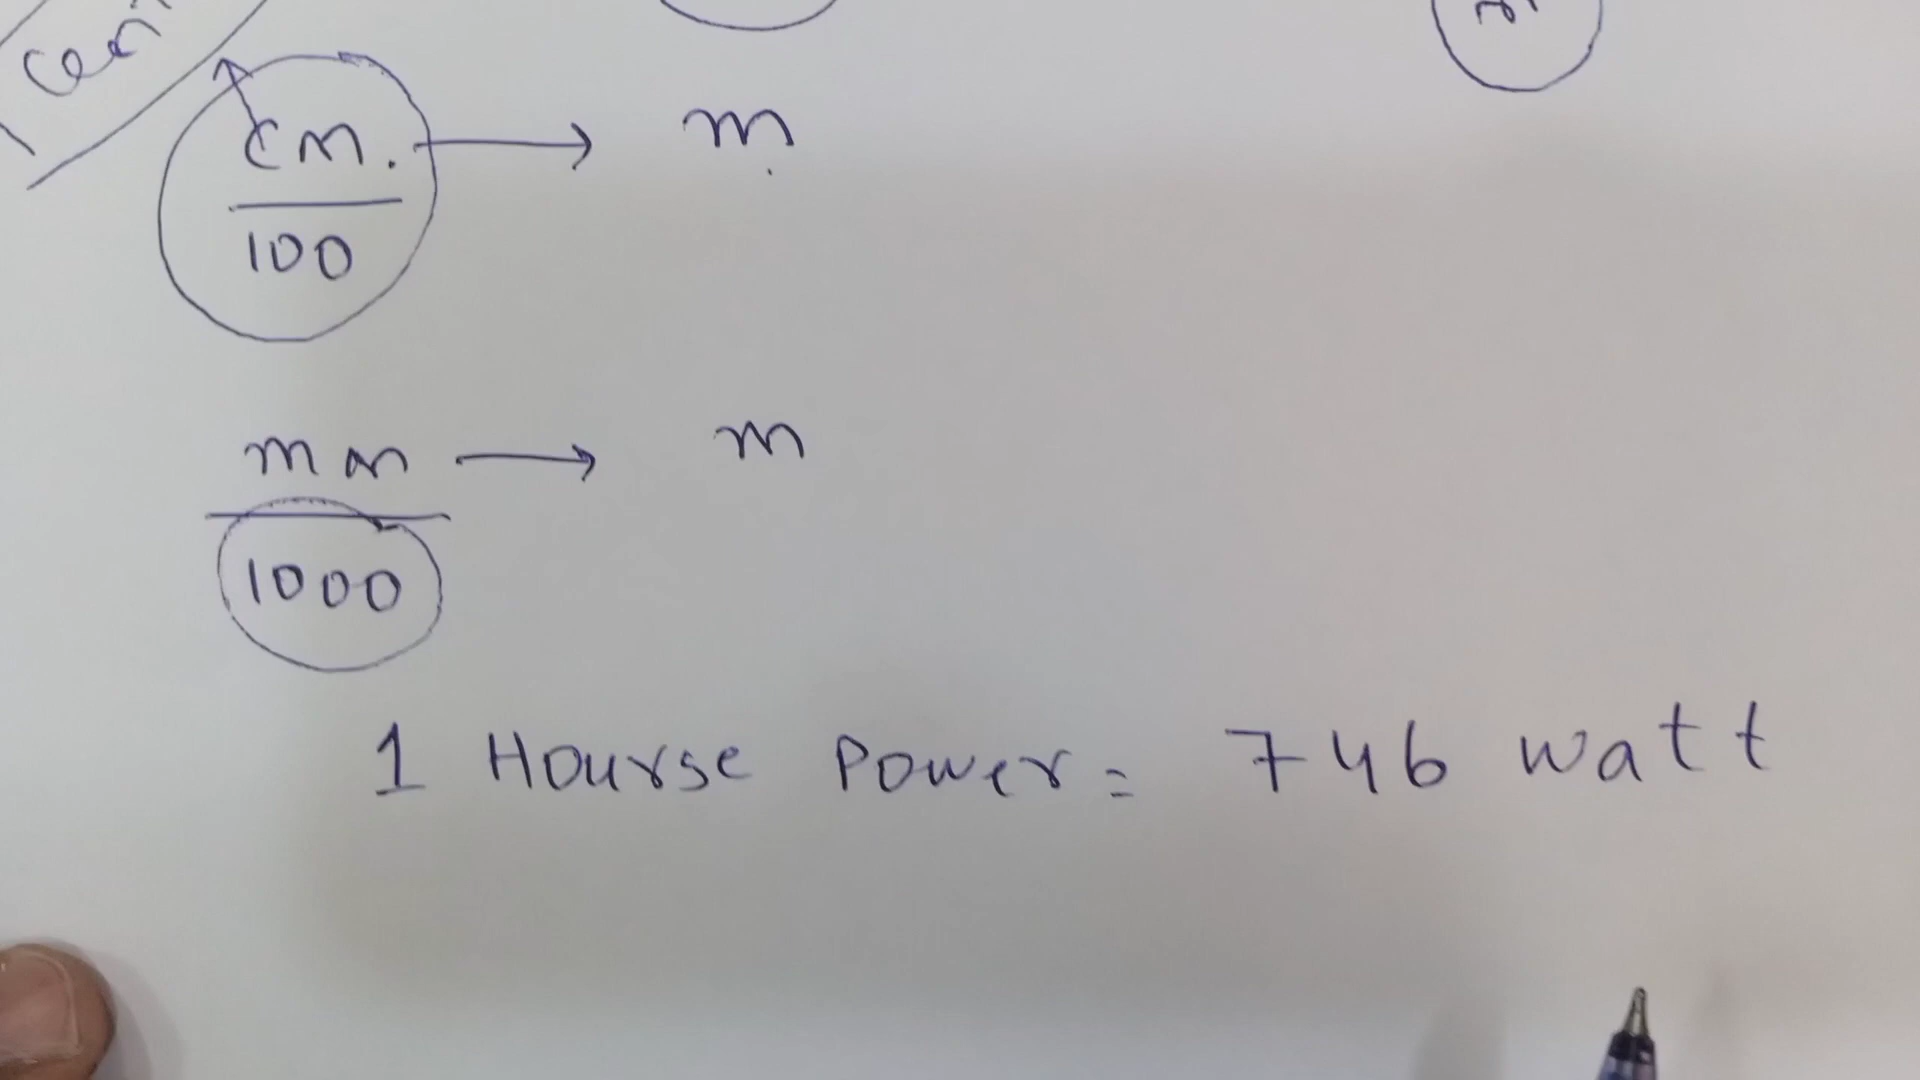 cm. → m
100
mm → m
1000
1 Hourse Power = 746 watt